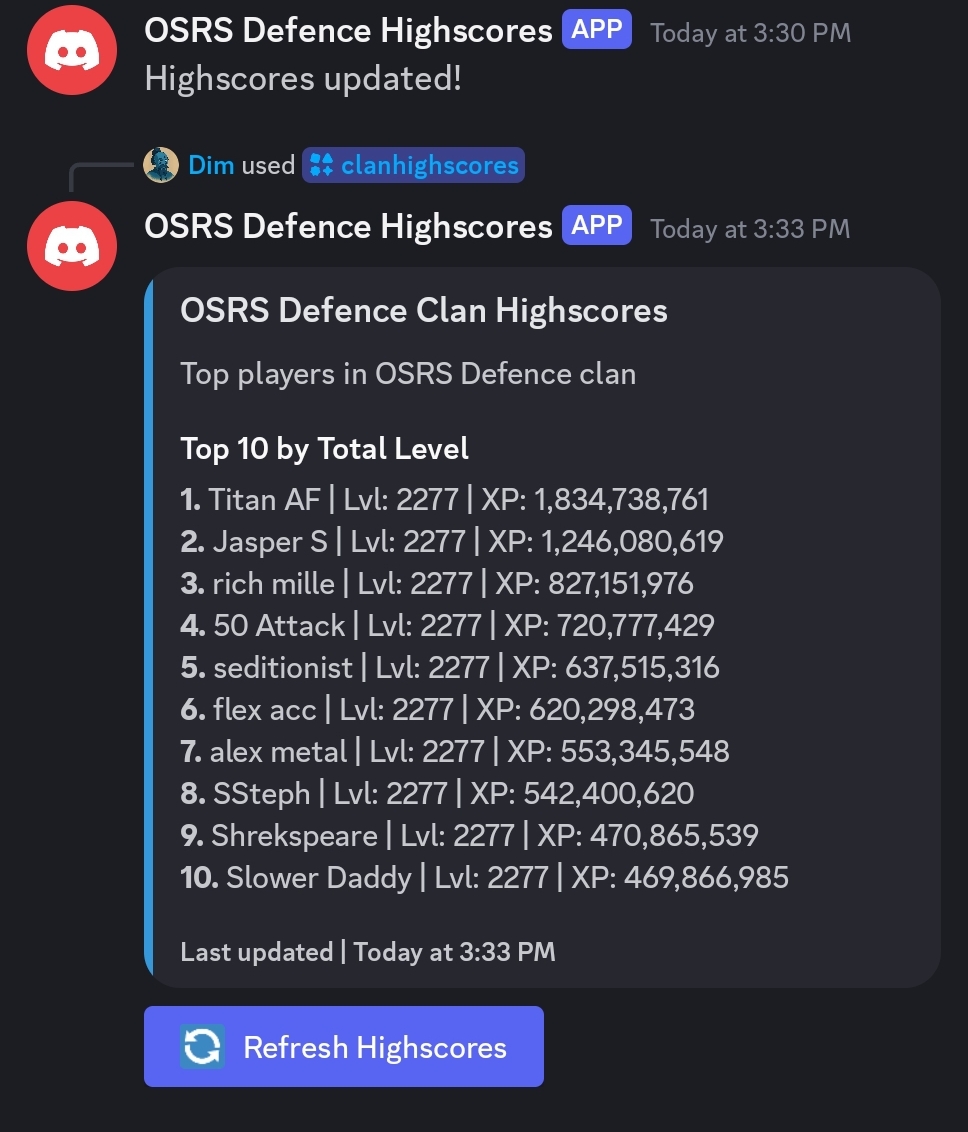 OSRS Defence Highscores APP Today at 3:30 PM
Highscores updated!
Dim used clanhighscores
OSRS Defence Highscores APP Today at 3:33 PM
OSRS Defence Clan Highscores
Top players in OSRS Defence clan
Top 10 by Total Level
1. Titan AF | Lvl: 2277 | XP: 1,834,738,761
2. Jasper S | Lvl: 2277 | XP: 1,246,080,619
3. rich mille | Lvl: 2277 | XP: 827,151,976
4. 50 Attack | Lvl: 2277 | XP: 720,777,429
5. seditionist | Lvl: 2277 | XP: 637,515,316
6. flex acc | Lvl: 2277 | XP: 620,298,473
7. alex metal | Lvl: 2277 | XP: 553,345,548
8. SSteph | Lvl: 2277 | XP: 542,400,620
9. Shrekspeare | Lvl: 2277 | XP: 470,865,539
10. Slower Daddy | Lvl: 2277 | XP: 469,866,985
Last updated | Today at 3:33 PM
Refresh Highscores